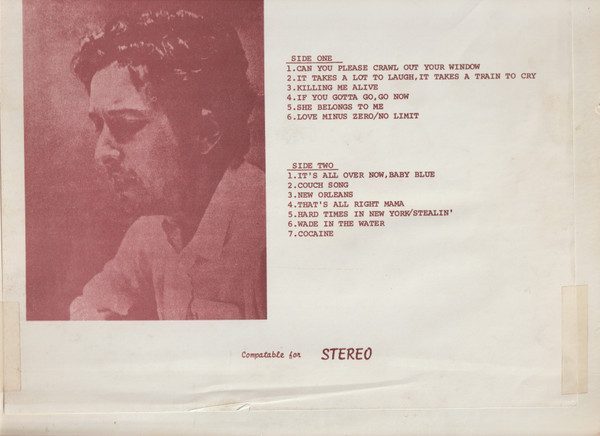 SIDE ONE
1.CAN YOU PLEASE CRAWL OUT YOUR WINDOW
2.IT TAKES A LOT TO LAUGH,IT TAKES A TRAIN TO CRY
3.KILLING ME ALIVE
4.IF YOU GOTTA GO,GO NOW
5.SHE BELONGS TO ME
6.LOVE MINUS ZERO/NO LIMIT
SIDE TWO
1.IT'S ALL OVER NOW,BABY BLUE
2.COUCH SONG
3.NEW ORLEANS
4.THAT'S ALL RIGHT MAMA
5.HARD TIMES IN NEW YORK/STEALIN'
6.WADE IN THE WATER
7.COCAINE
Compatable for STEREO